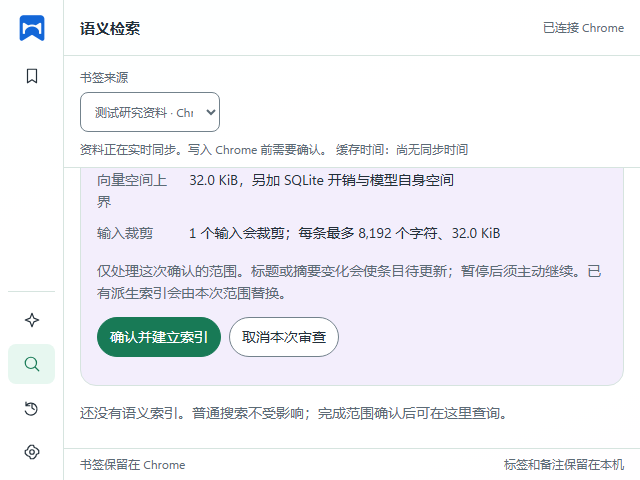 语义检索
已连接 Chrome
书签来源
测试研究资料 · Chr
资料正在实时同步。写入 Chrome 前需要确认。 缓存时间：尚无同步时间
向量空间上
界
32.0 KiB，另加 SQLite 开销与模型自身空间
输入裁剪
1 个输入会裁剪；每条最多 8,192 个字符、32.0 KiB
仅处理这次确认的范围。标题或摘要变化会使条目待更新；暂停后须主动继续。已
有派生索引会由本次范围替换。
确认并建立索引
取消本次审查
还没有语义索引。普通搜索不受影响；完成范围确认后可在这里查询。
书签保留在 Chrome
标签和备注保留在本机